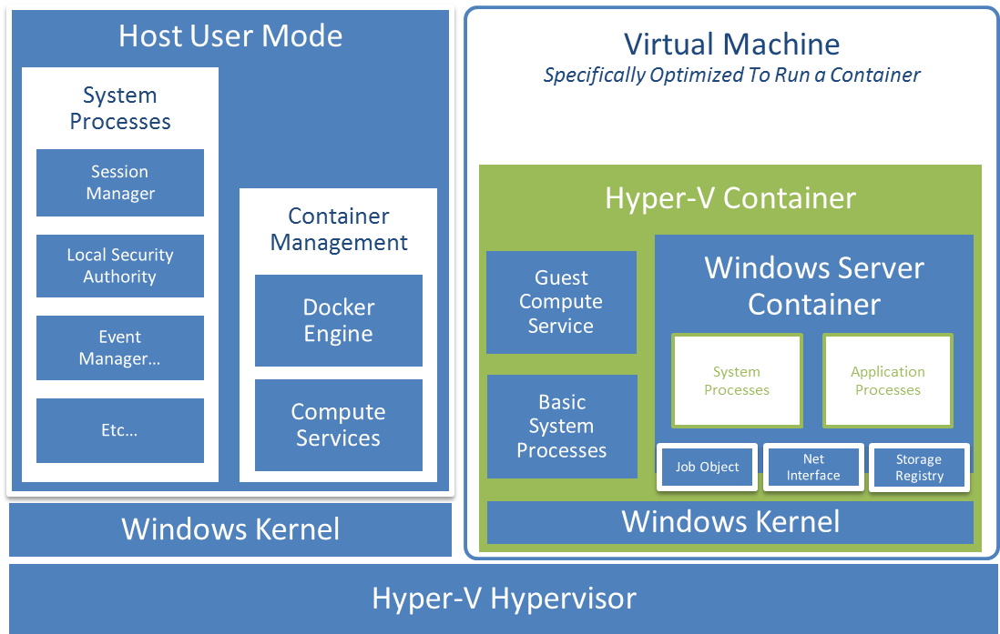 Host User Mode
System
Processes
Session
Manager
Local Security
Authority
Event
Manager...
Etc...
Container
Management
Docker
Engine
Compute
Services
Windows Kernel
Virtual Machine
Specifically Optimized To Run a Container
Hyper-V Container
Guest
Compute
Service
Basic
System
Processes
Windows Server
Container
System
Processes
Application
Processes
Job Object
Net
Interface
Storage
Registry
Windows Kernel
Hyper-V Hypervisor